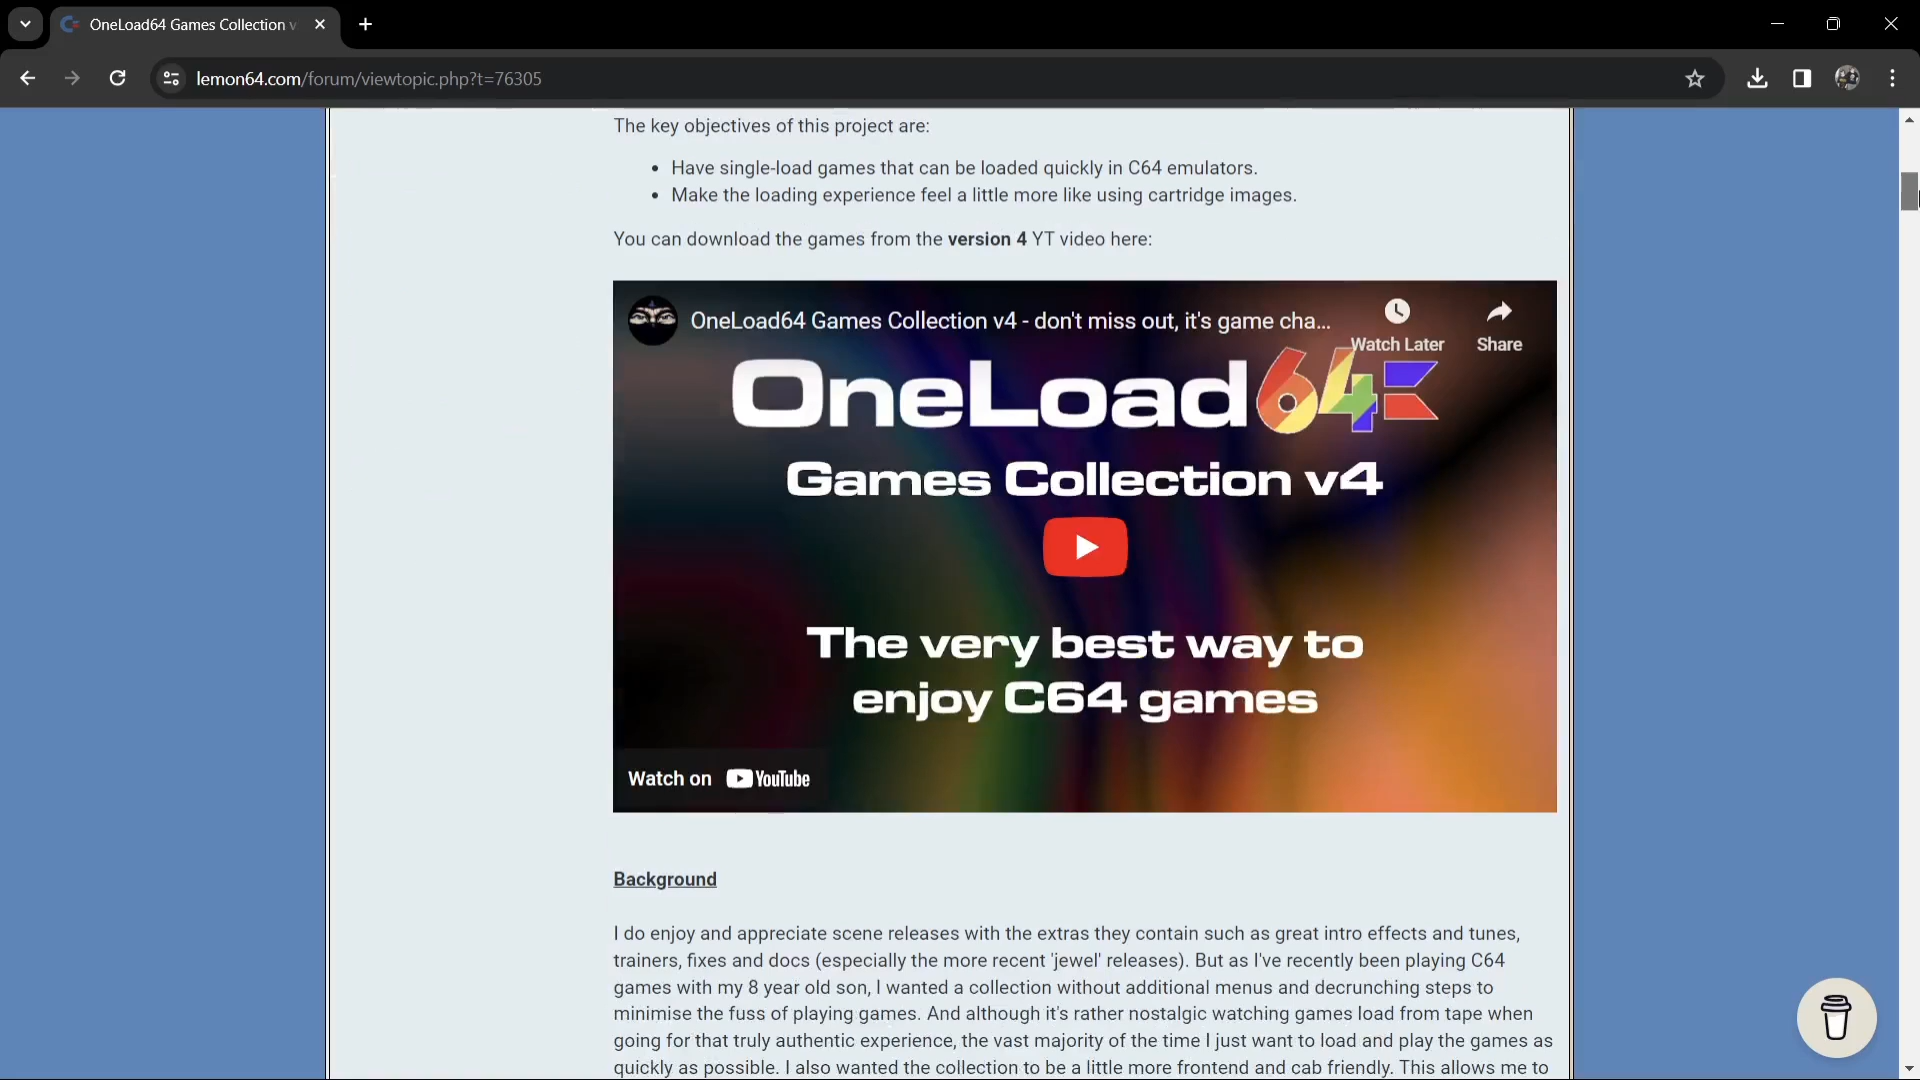 OneLoad64 Games Collection v
lemon64.com/forum/viewtopic.php?t=76305
The key objectives of this project are:
• Have single-load games that can be loaded quickly in C64 emulators.
• Make the loading experience feel a little more like using cartridge images.
You can download the games from the version 4 YT video here:
OneLoad64 Games Collection v4 - don't miss out, it's game cha...
Watch Later
Share
OneLoad64
Games Collection v4
The very best way to
enjoy C64 games
Watch on YouTube
Background
I do enjoy and appreciate scene releases with the extras they contain such as great intro effects and tunes,
trainers, fixes and docs (especially the more recent 'jewel' releases). But as I've recently been playing C64
games with my 8 year old son, I wanted a collection without additional menus and decrunching steps to
minimise the fuss of playing games. And although it's rather nostalgic watching games load from tape when
going for that truly authentic experience, the vast majority of the time I just want to load and play the games as
quickly as possible. I also wanted the collection to be a little more frontend and cab friendly. This allows me to